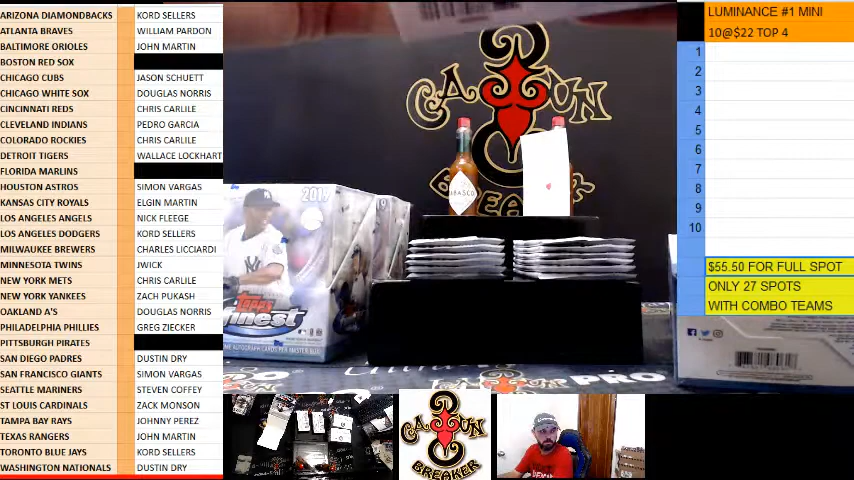 ARIZONA DIAMONDBACKS KORD SELLERS
ATLANTA BRAVES WILLIAM PARDON
BALTIMORE ORIOLES JOHN MARTIN
BOSTON RED SOX
CHICAGO CUBS JASON SCHUETT
CHICAGO WHITE SOX DOUGLAS NORRIS
CINCINNATI REDS CHRIS CARLILE
CLEVELAND INDIANS PEDRO GARCIA
COLORADO ROCKIES CHRIS CARLILE
DETROIT TIGERS WALLACE LOCKHART
FLORIDA MARLINS
HOUSTON ASTROS SIMON VARGAS
KANSAS CITY ROYALS ELGIN MARTIN
LOS ANGELES ANGELS NICK FLEEGE
LOS ANGELES DODGERS KORD SELLERS
MILWAUKEE BREWERS CHARLES LICCIARDI
MINNESOTA TWINS JWICK
NEW YORK METS CHRIS CARLILE
NEW YORK YANKEES ZACH PUKASH
OAKLAND A'S DOUGLAS NORRIS
PHILADELPHIA PHILLIES GREG ZIECKER
PITTSBURGH PIRATES
SAN DIEGO PADRES DUSTIN DRY
SAN FRANCISCO GIANTS SIMON VARGAS
SEATTLE MARINERS STEVEN COFFEY
ST LOUIS CARDINALS ZACK MONSON
TAMPA BAY RAYS JOHNNY PEREZ
TEXAS RANGERS JOHN MARTIN
TORONTO BLUE JAYS KORD SELLERS
WASHINGTON NATIONALS DUSTIN DRY
CAJUN
BREAKER
TABASCO
2019
TOPPS
finest
PRO
CAJUN
BREAKER
LUMINANCE #1 MINI
10@$22 TOP 4
1
2
3
4
5
6
7
8
9
10
$55.50 FOR FULL SPOT
ONLY 27 SPOTS
WITH COMBO TEAMS